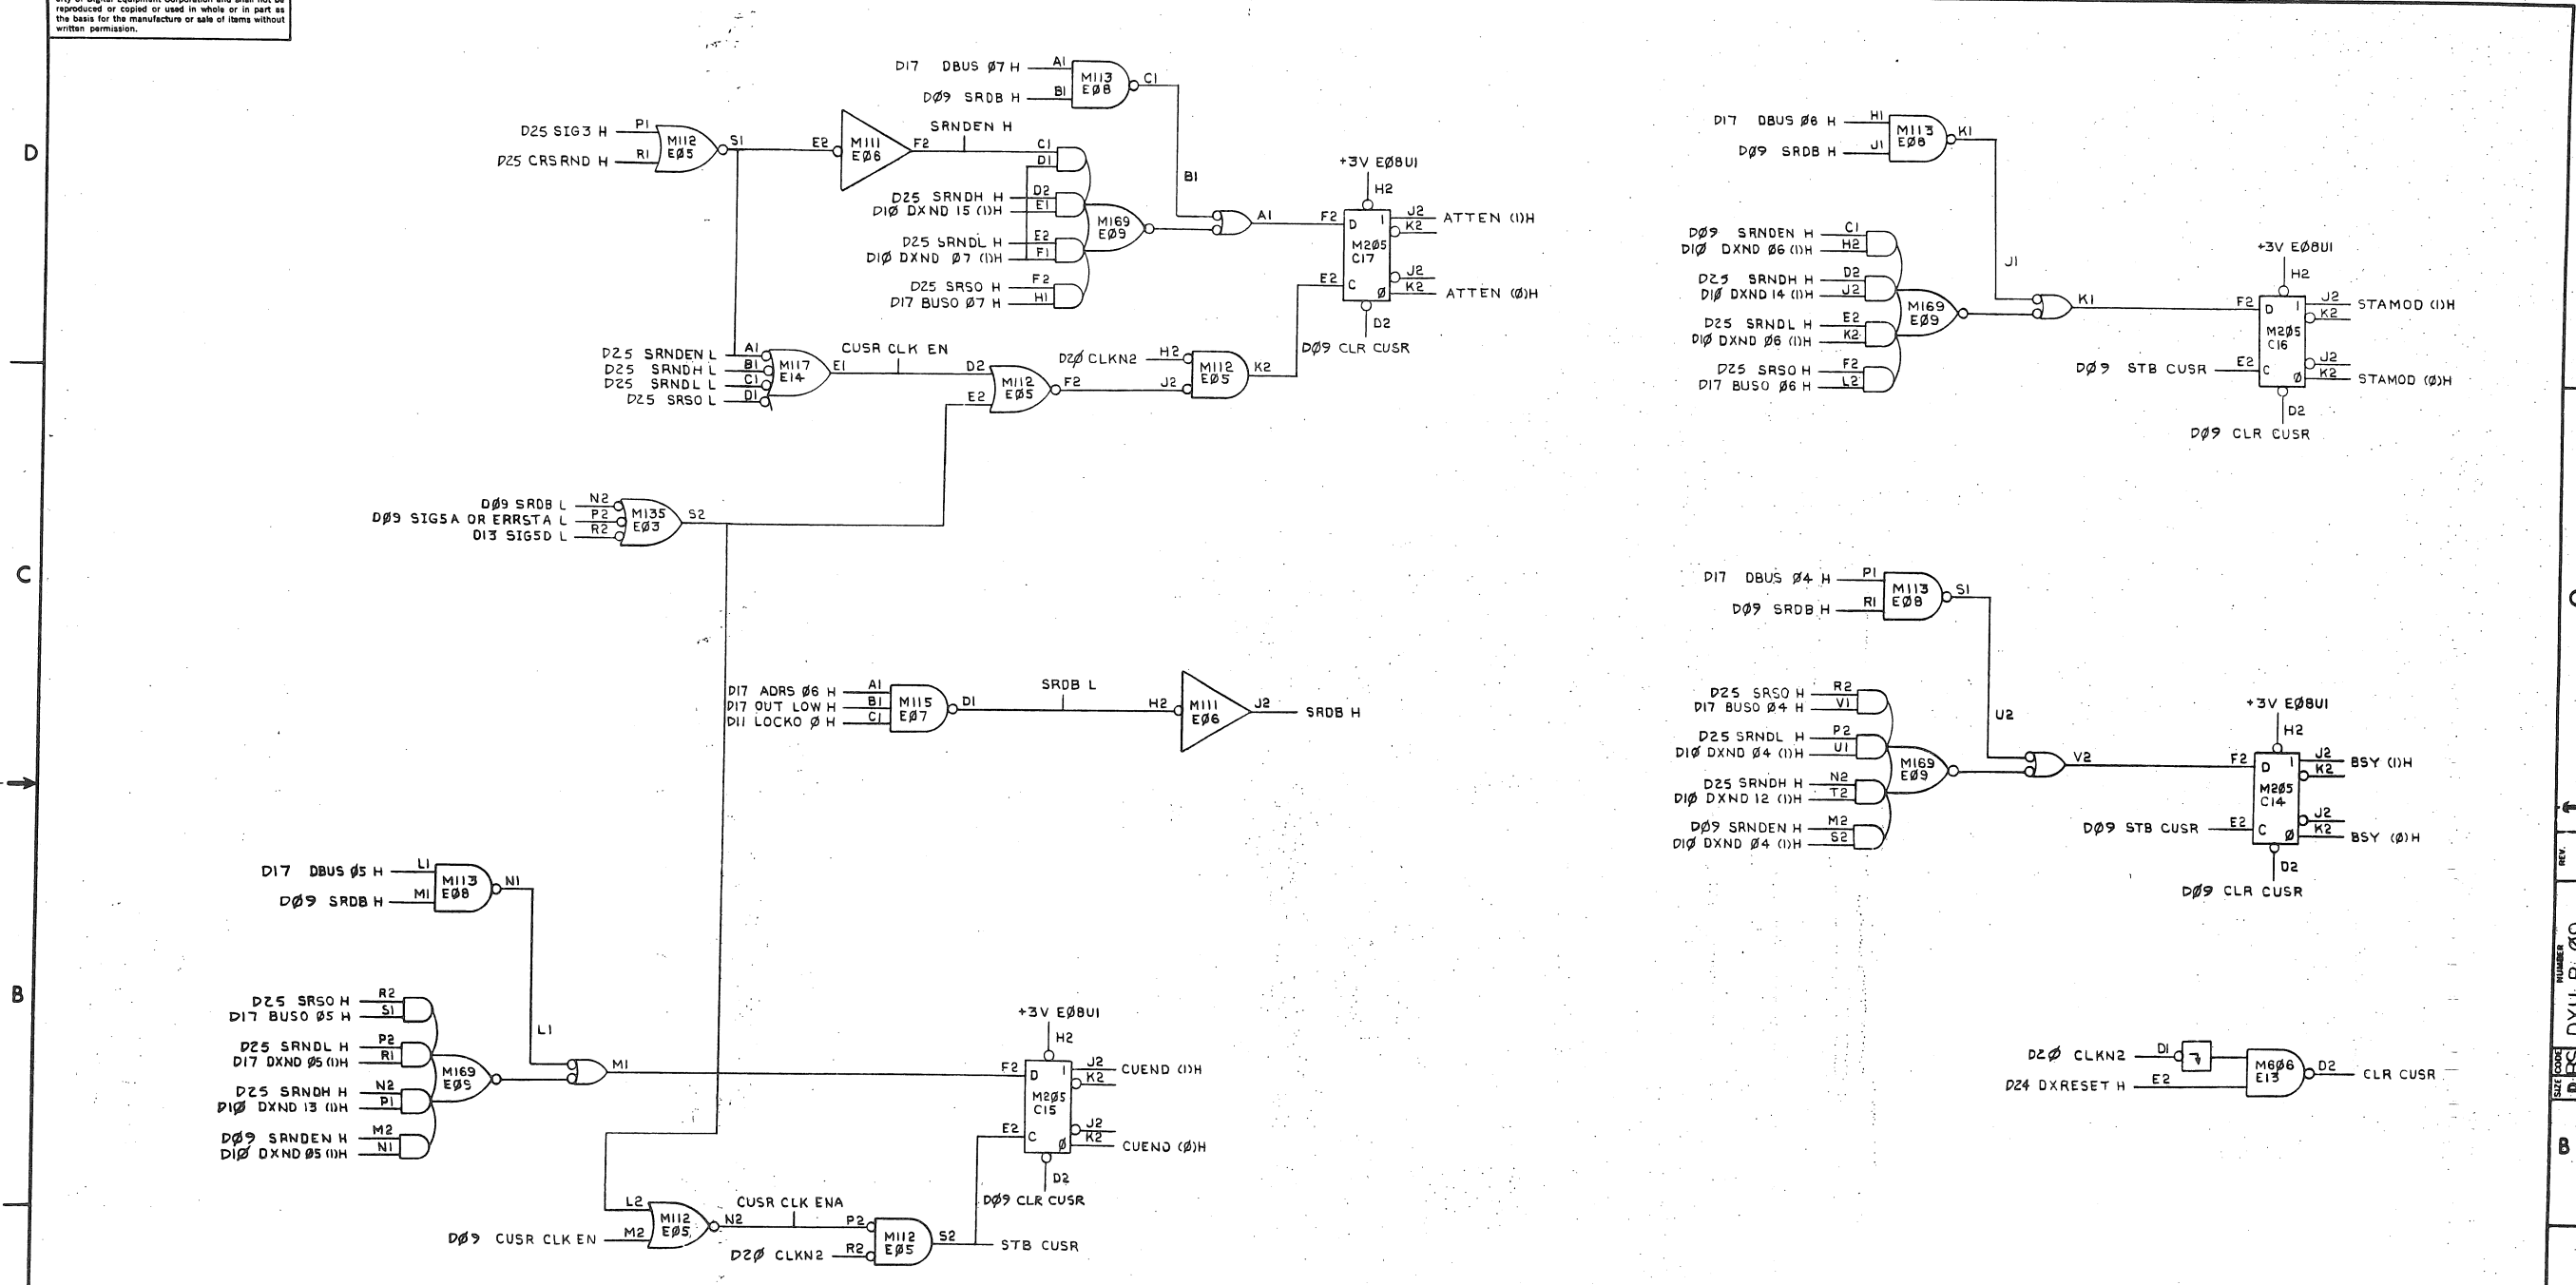 reproduced or copied or used in whole or in part as
the basis for the manufacture or sale of items without
written permission.
D
D17 DBUS Ø7 H A1
DØ9 SRDB H B1
M113
EØ8
C1
D25 SIG3 H P1
D25 CRSRND H R1
M112
EØ5
S1
E2
M111
EØ6
F2
SRNDEN H
C1
D1
D25 SRNDH H D2
D1Ø DXND 15 (1)H E1
D25 SRNDL H E2
D1Ø DXND Ø7 (1)H F1
D25 SRSO H F2
D17 BUSO Ø7 H H1
M169
EØ9
B1
A1
+3V EØ8U1
H2
F2 D 1
M2Ø5
C17
E2 C Ø
J2 ATTEN (1)H
K2
J2
K2 ATTEN (Ø)H
D2
DØ9 CLR CUSR
D25 SRNDEN L A1
D25 SRNDH L B1
D25 SRNDL L C1
D25 SRSO L D1
M117
E14
E1
CUSR CLK EN
D2
E2
M112
EØ5
F2
D2Ø CLKN2 H2
J2
M112
EØ5
K2
D17 DBUS Ø6 H H1
DØ9 SRDB H J1
M113
EØ8
K1
DØ9 SRNDEN H C1
D1Ø DXND Ø6 (1)H H2
D25 SRNDH H D2
D1Ø DXND 14 (1)H J2
D25 SRNDL H E2
D1Ø DXND Ø6 (1)H K2
D25 SRSO H F2
D17 BUSO Ø6 H L2
M169
EØ9
J1
K1
+3V EØ8U1
H2
F2 D 1
M2Ø5
C16
DØ9 STB CUSR E2 C Ø
J2 STAMOD (1)H
K2
J2
K2 STAMOD (Ø)H
D2
DØ9 CLR CUSR
C
DØ9 SRDB L N2
DØ9 SIG5A OR ERRSTA L P2
D13 SIG5D L R2
M135
EØ3
S2
D17 ADRS Ø6 H A1
D17 OUT LOW H B1
D11 LOCKO Ø H C1
M115
EØ7
D1
SRDB L
H2
M111
EØ6
J2
SRDB H
D17 DBUS Ø4 H P1
DØ9 SRDB H R1
M113
EØ8
S1
D25 SRSO H R2
D17 BUSO Ø4 H V1
D25 SRNDL H P2
D1Ø DXND Ø4 (1)H U1
D25 SRNDH H N2
D1Ø DXND 12 (1)H T2
DØ9 SRNDEN H M2
D1Ø DXND Ø4 (1)H S2
M169
EØ9
U2
V2
+3V EØ8U1
H2
F2 D 1
M2Ø5
C14
DØ9 STB CUSR E2 C Ø
J2 BSY (1)H
K2
J2
K2 BSY (Ø)H
D2
DØ9 CLR CUSR
B
D17 DBUS Ø5 H L1
DØ9 SRDB H M1
M113
EØ8
N1
D25 SRSO H R2
D17 BUSO Ø5 H S1
D25 SRNDL H P2
D17 DXND Ø5 (1)H R1
D25 SRNDH H N2
D1Ø DXND 13 (1)H P1
DØ9 SRNDEN H M2
D1Ø DXND Ø5 (1)H N1
M169
EØ9
L1
M1
+3V EØ8U1
H2
F2 D 1
M2Ø5
C15
E2 C Ø
J2 CUEND (1)H
K2
J2
K2 CUEND (Ø)H
D2
DØ9 CLR CUSR
L2
DØ9 CUSR CLK EN M2
M112
EØ5
N2
CUSR CLK ENA
P2
D2Ø CLKN2 R2
M112
EØ5
S2
STB CUSR
D2Ø CLKN2 D1
D24 DXRESET H E2
M6Ø6
E13
D2
CLR CUSR
REV.
NUMBER
SIZE CODE
B